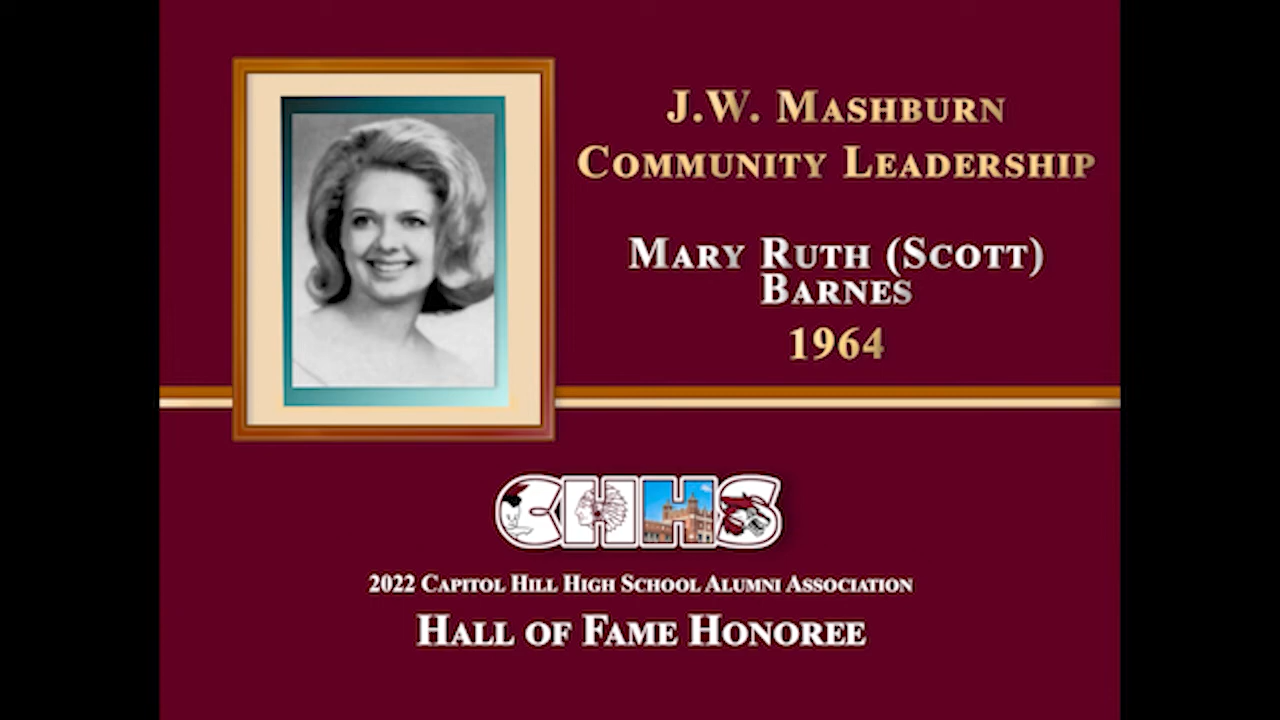 J.W. Mashburn
Community Leadership
Mary Ruth (Scott)
Barnes
1964
CHHS
2022 Capitol Hill High School Alumni Association
Hall of Fame Honoree